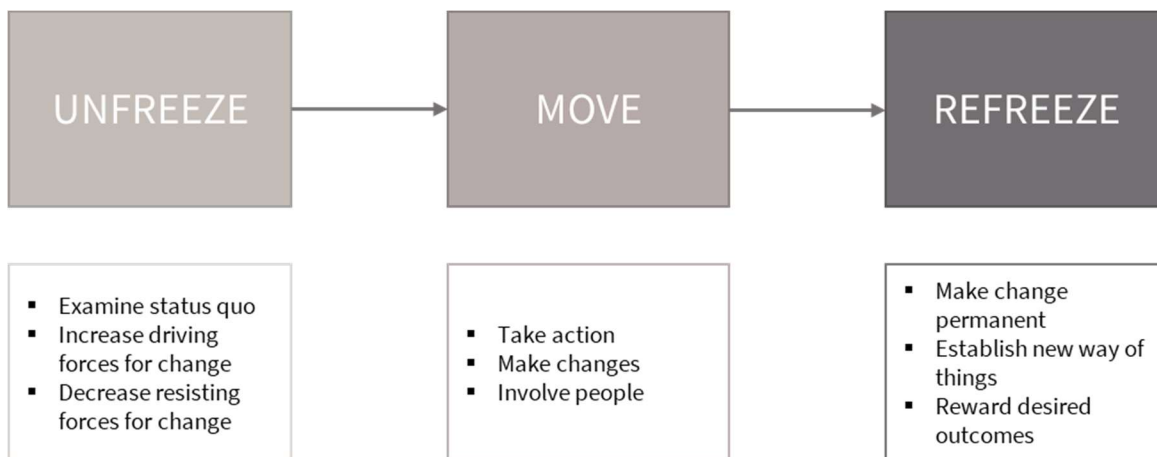 UNFREEZE
MOVE
REFREEZE
▪ Examine status quo
▪ Increase driving
forces for change
▪ Decrease resisting
forces for change
▪ Take action
▪ Make changes
▪ Involve people
▪ Make change
permanent
▪ Establish new way of
things
▪ Reward desired
outcomes